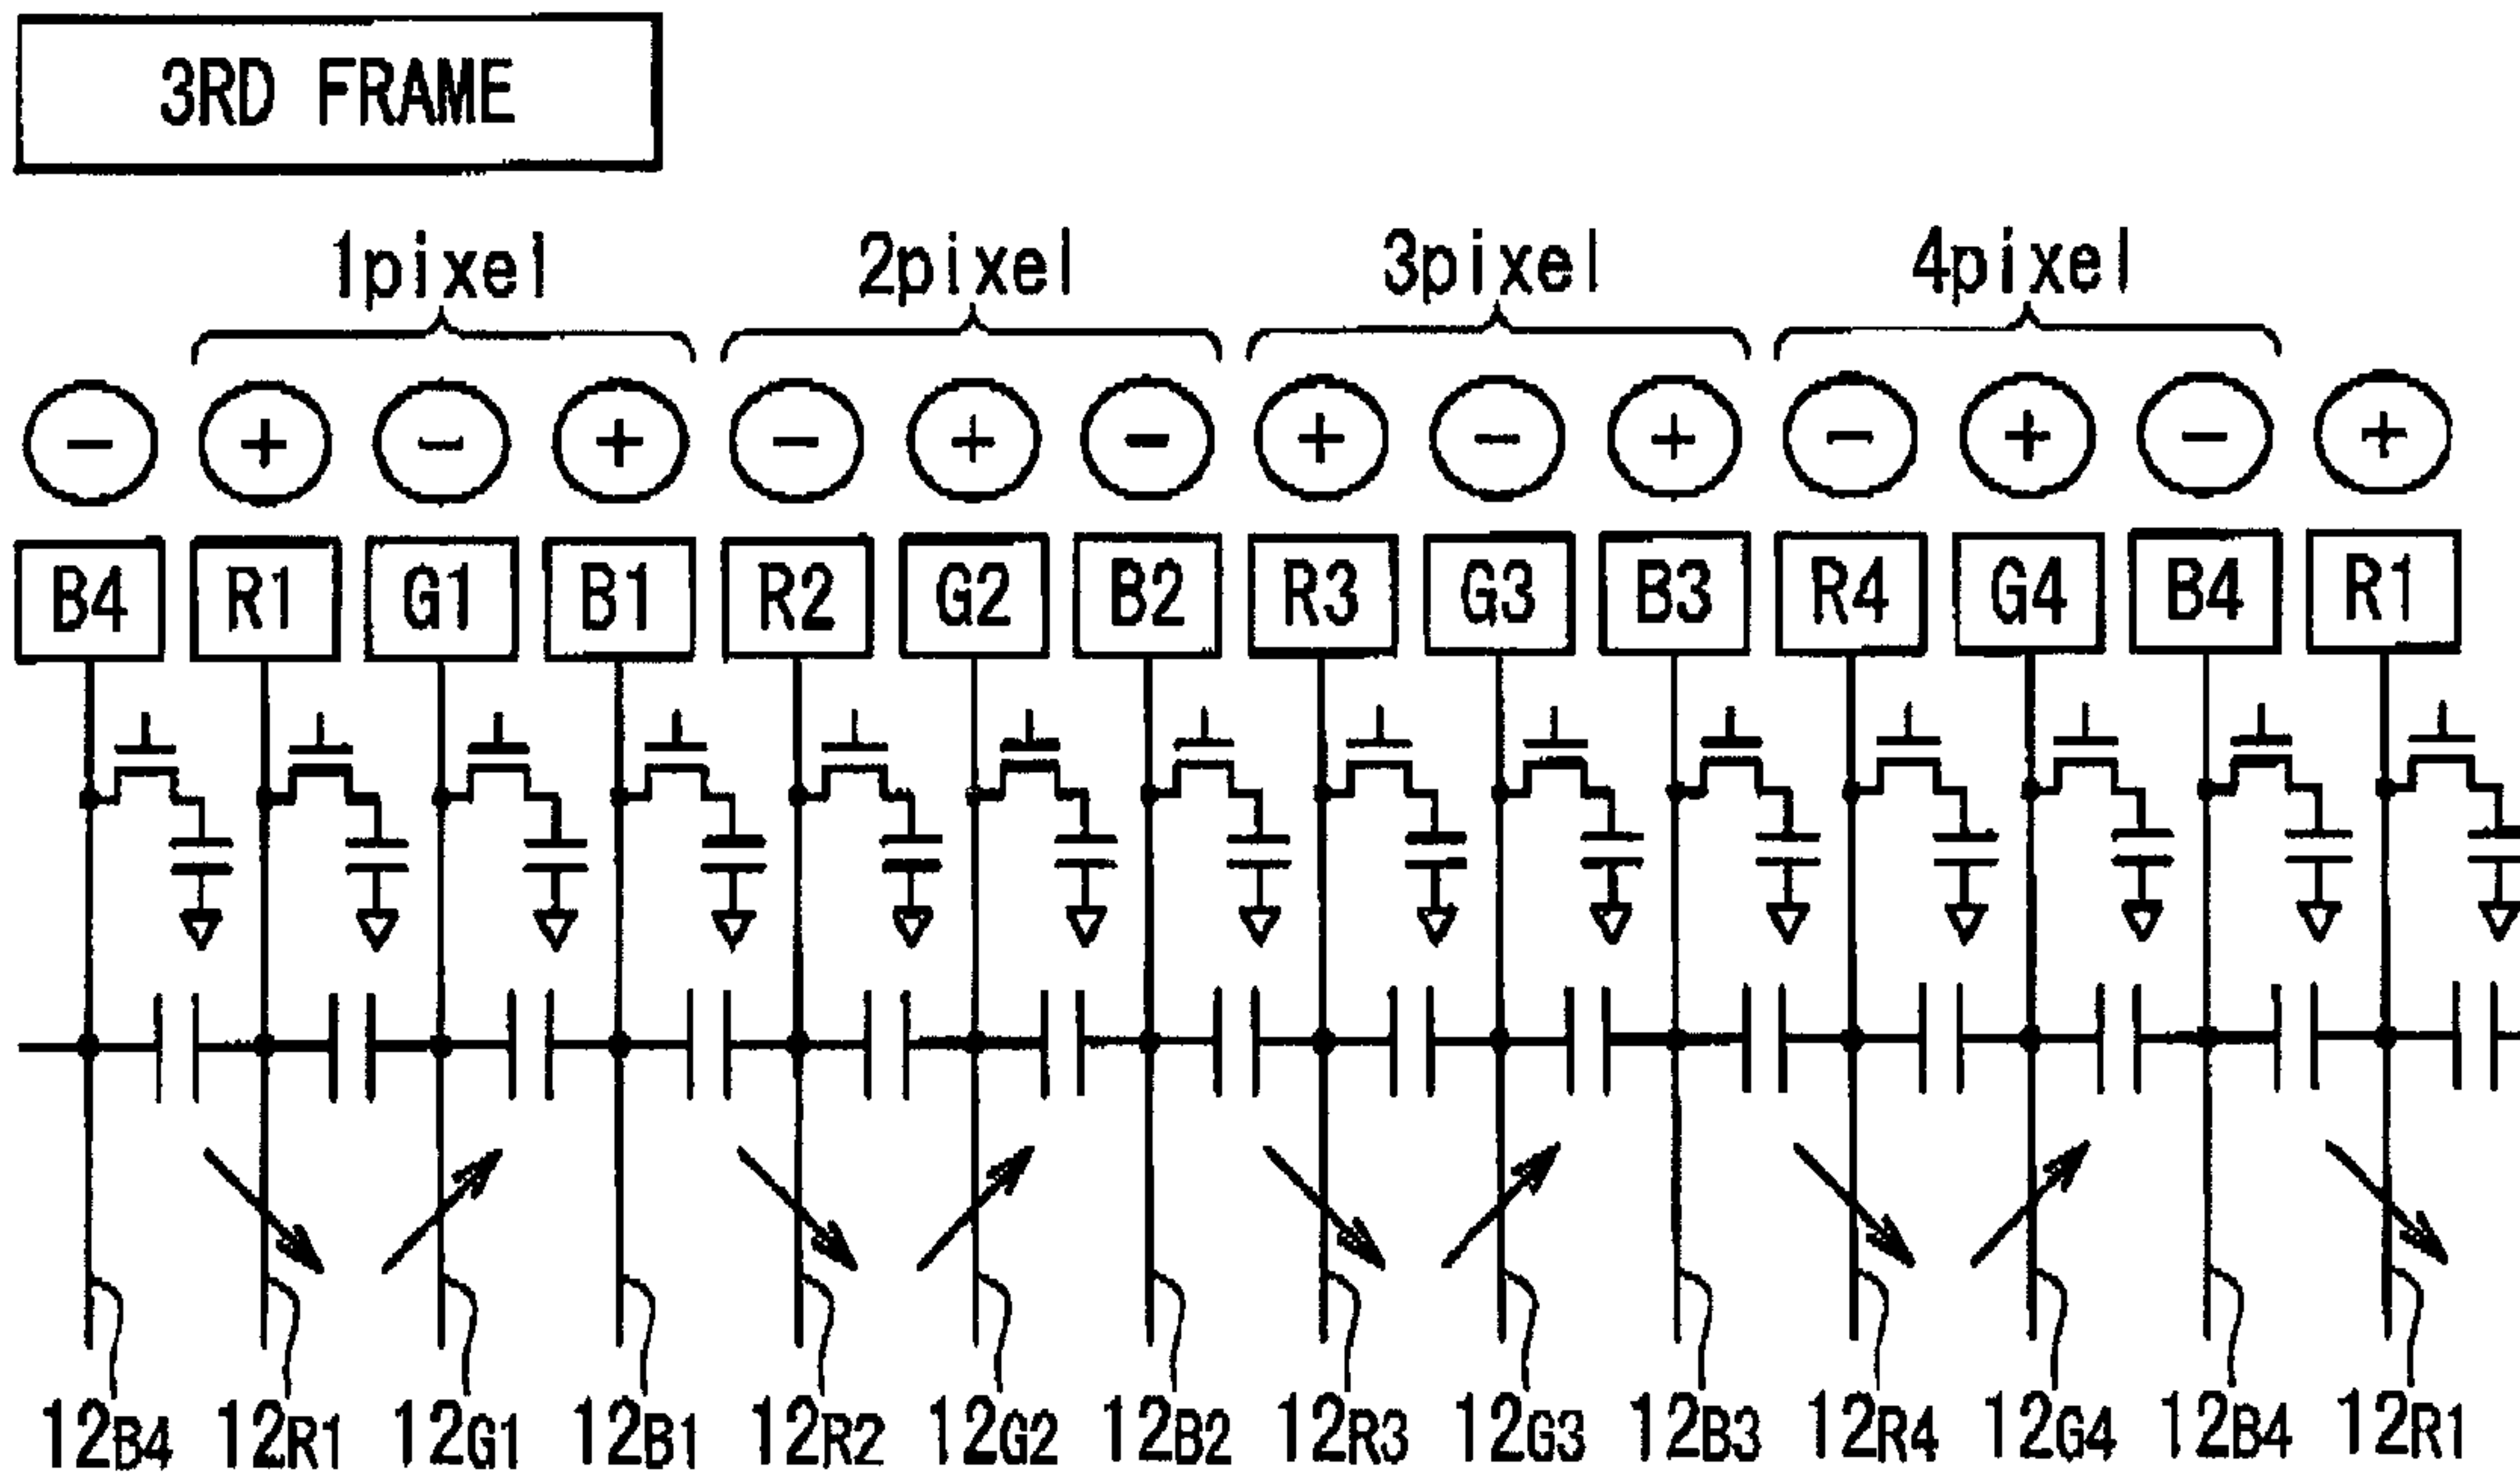 3RD FRAME
1pixel 2pixel 3pixel 4pixel
− + − + − + − + − + − + − +
B4 R1 G1 B1 R2 G2 B2 R3 G3 B3 R4 G4 B4 R1
12B4 12R1 12G1 12B1 12R2 12G2 12B2 12R3 12G3 12B3 12R4 12G4 12B4 12R1